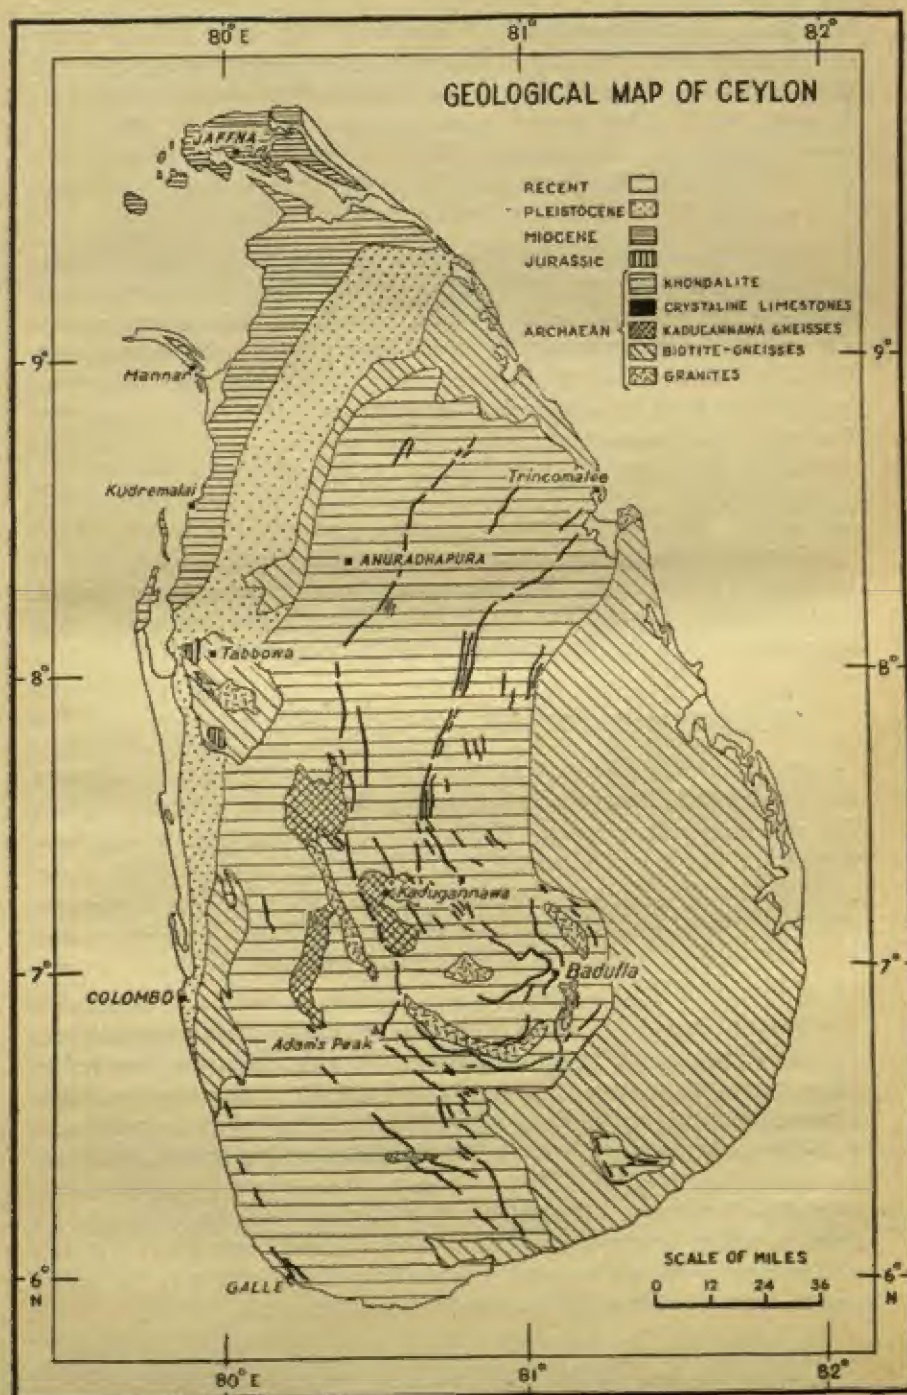 80°E 81° 82°
GEOLOGICAL MAP OF CEYLON
JAFFNA
RECENT
PLEISTOCENE
MIOCENE
JURASSIC
KHONDALITE
CRYSTALINE LIMESTONES
ARCHAEAN
KADUGANNAWA GNEISSES
BIOTITE-GNEISSES
GRANITES
9° 9°
Mannar
Trincomalee
Kudremalai
ANURADHAPURA
Tabbowa
8° 8°
Kadugannawa
7° 7°
Badulla
COLOMBO
Adam's Peak
SCALE OF MILES
0 12 24 36
6° 6°
N N
GALLE
80°E 81° 82°